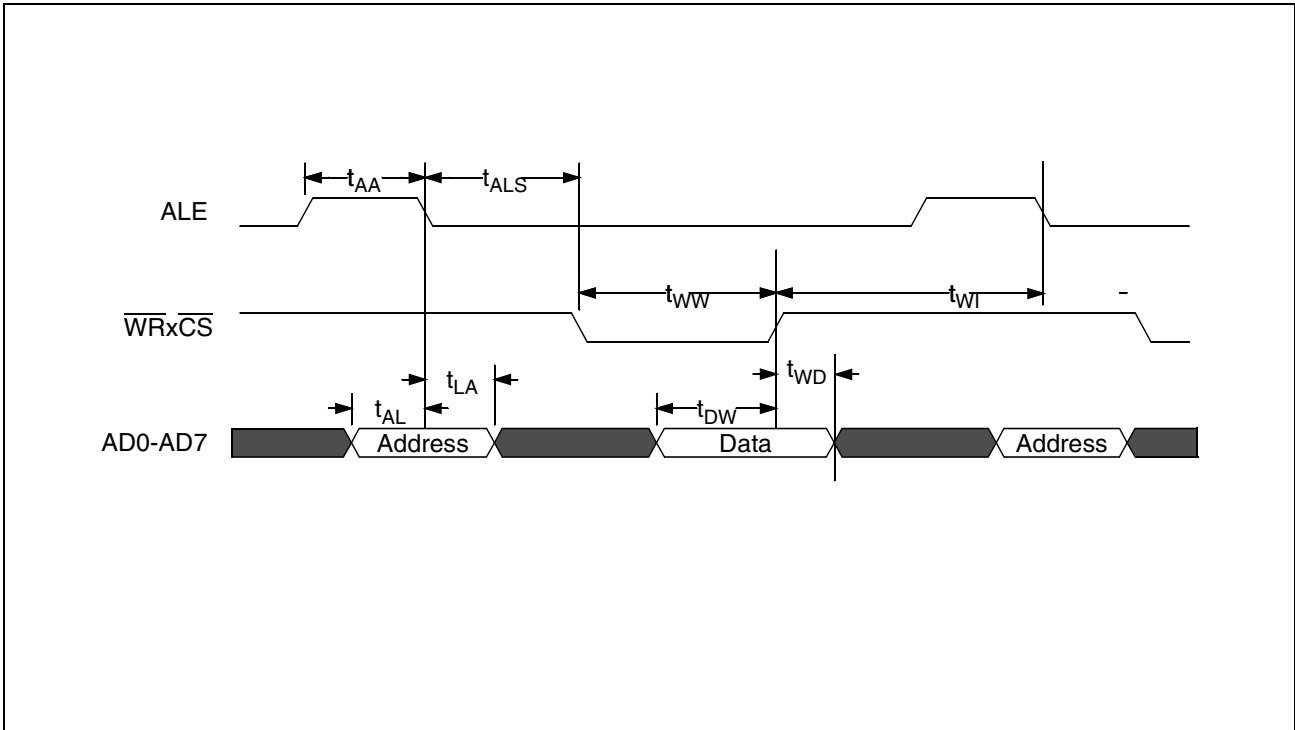 tAA
tALS
ALE
tWW
tWI
WRxCS
tWD
tLA
tAL
tDW
AD0-AD7
Address
Data
Address